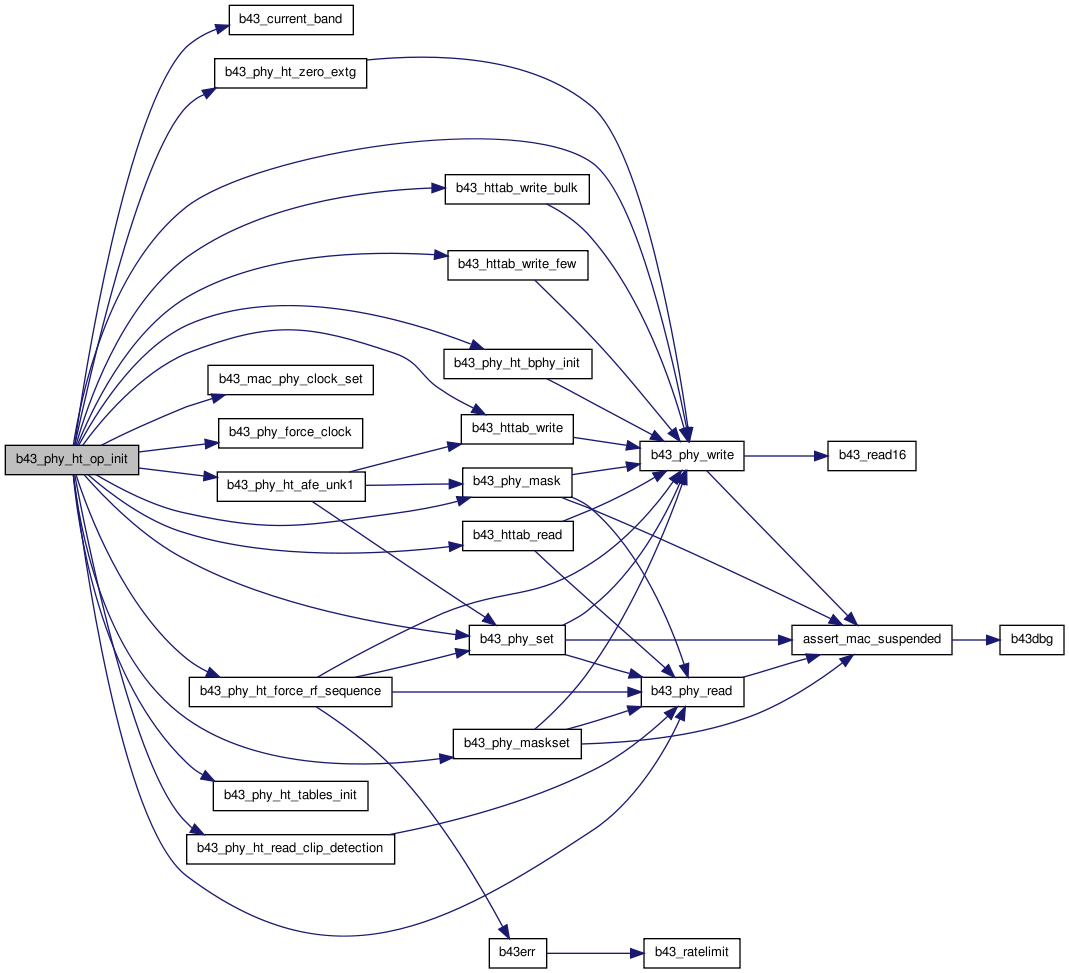 b43_current_band
b43_phy_ht_zero_extg
b43_httab_write_bulk
b43_httab_write_few
b43_phy_ht_bphy_init
b43_mac_phy_clock_set
b43_httab_write
b43_phy_force_clock
b43_phy_ht_op_init
b43_phy_write
b43_read16
b43_phy_ht_afe_unk1
b43_phy_mask
b43_httab_read
b43_phy_set
assert_mac_suspended
b43dbg
b43_phy_ht_force_rf_sequence
b43_phy_read
b43_phy_maskset
b43_phy_ht_tables_init
b43_phy_ht_read_clip_detection
b43err
b43_ratelimit